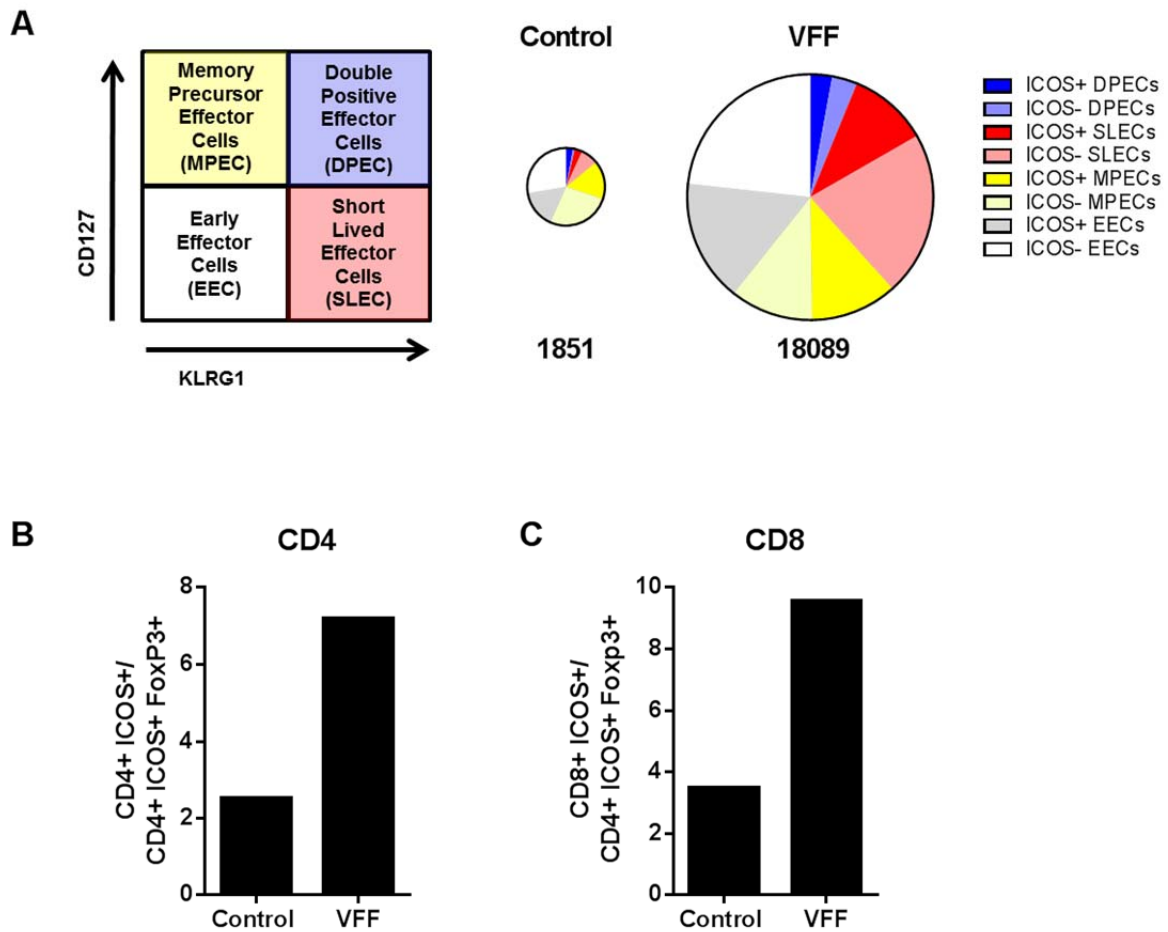 A
Control
VFF
CD127
Memory
Precursor
Effector
Cells
(MPEC)
Double
Positive
Effector
Cells
(DPEC)
Early
Effector
Cells
(EEC)
Short
Lived
Effector
Cells
(SLEC)
KLRG1
1851
18089
ICOS+ DPECs
ICOS- DPECs
ICOS+ SLECs
ICOS- SLECs
ICOS+ MPECs
ICOS- MPECs
ICOS+ EECs
ICOS- EECs
B
CD4
CD4+ ICOS+/
CD4+ ICOS+ FoxP3+
8
6
4
2
0
Control
VFF
C
CD8
CD8+ ICOS+/
CD4+ ICOS+ Foxp3+
10
8
6
4
2
0
Control
VFF